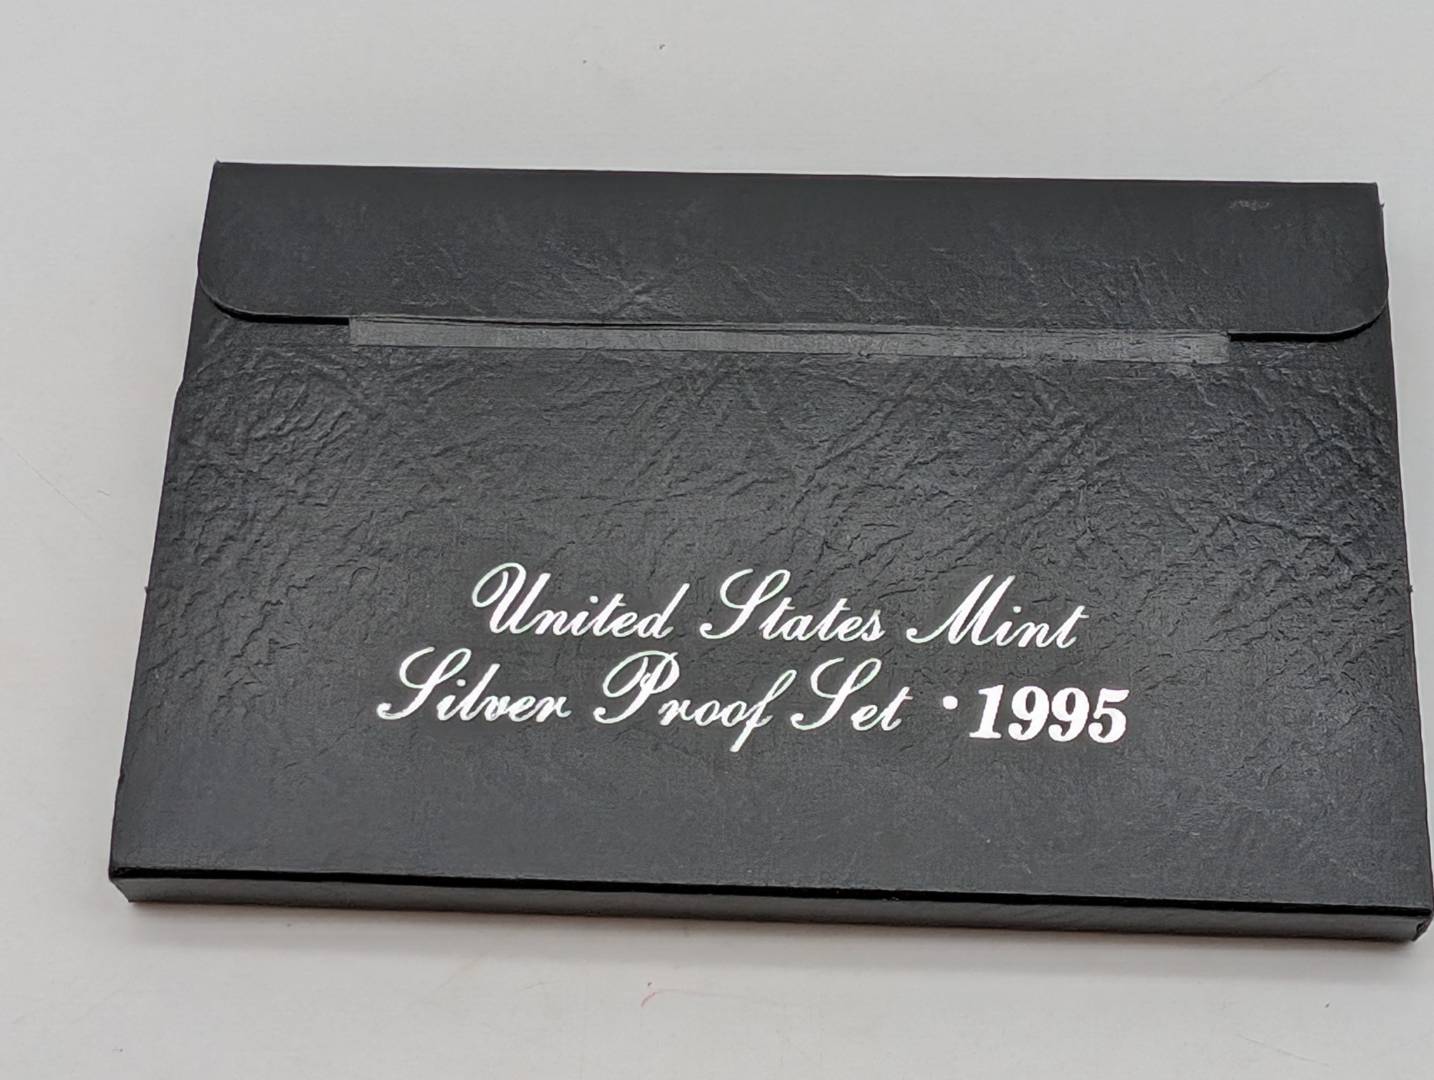 United States Mint
Silver Proof Set · 1995